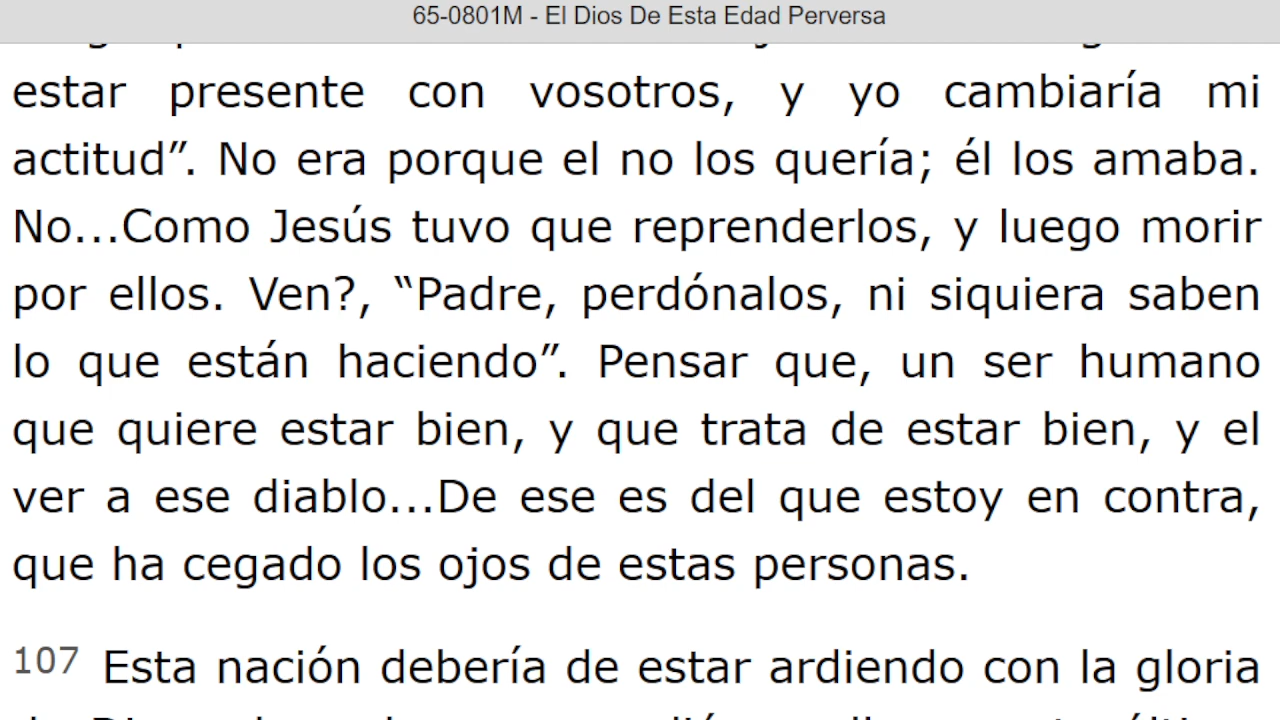 65-0801M - El Dios De Esta Edad Perversa
estar presente con vosotros, y yo cambiaría mi
actitud”. No era porque el no los quería; él los amaba.
No...Como Jesús tuvo que reprenderlos, y luego morir
por ellos. Ven?, “Padre, perdónalos, ni siquiera saben
lo que están haciendo”. Pensar que, un ser humano
que quiere estar bien, y que trata de estar bien, y el
ver a ese diablo...De ese es del que estoy en contra,
que ha cegado los ojos de estas personas.
107 Esta nación debería de estar ardiendo con la gloria